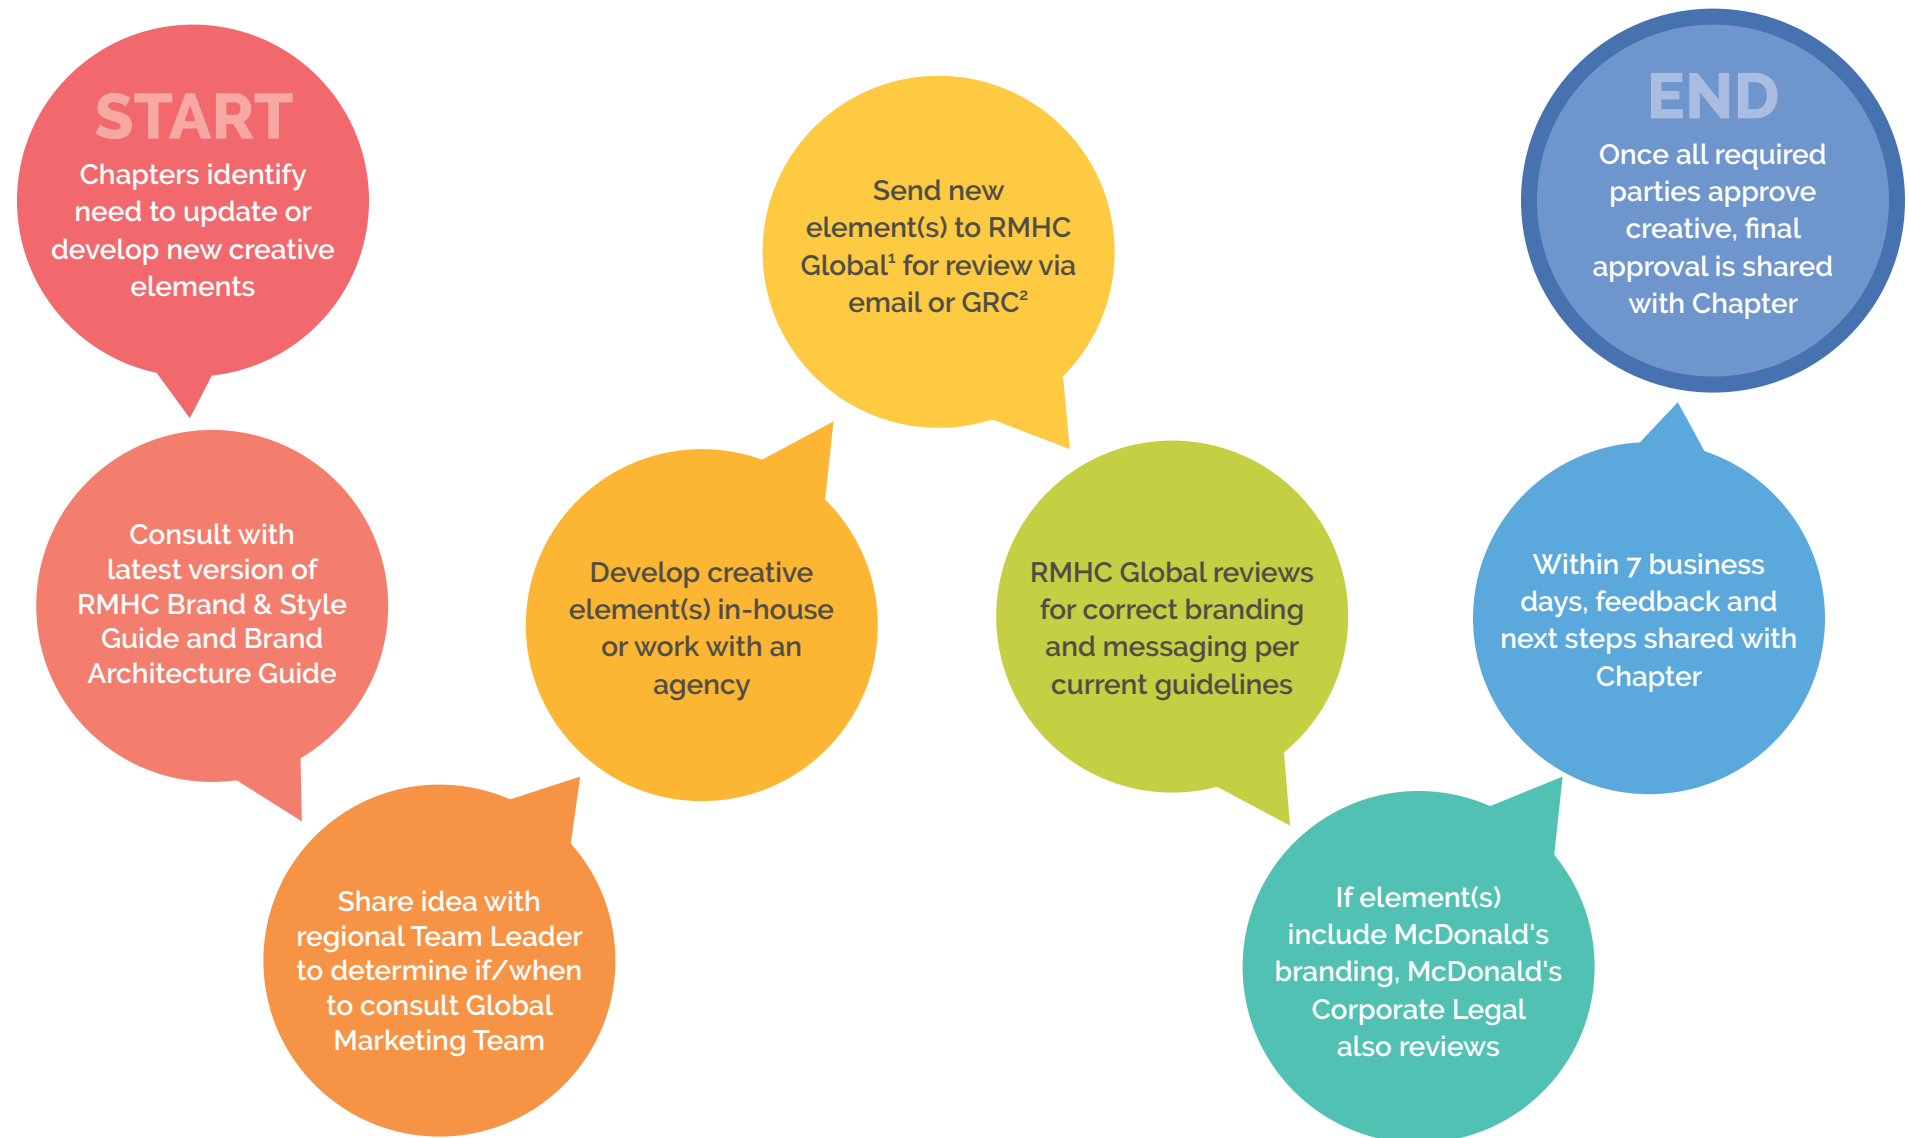 START
Chapters identify
need to update or
develop new creative
elements
Consult with
latest version of
RMHC Brand & Style
Guide and Brand
Architecture Guide
Share idea with
regional Team Leader
to determine if/when
to consult Global
Marketing Team
Develop creative
element(s) in-house
or work with an
agency
Send new
element(s) to RMHC
Global¹ for review via
email or GRC²
RMHC Global reviews
for correct branding
and messaging per
current guidelines
If element(s)
include McDonald's
branding, McDonald's
Corporate Legal
also reviews
Within 7 business
days, feedback and
next steps shared with
Chapter
END
Once all required
parties approve
creative, final
approval is shared
with Chapter